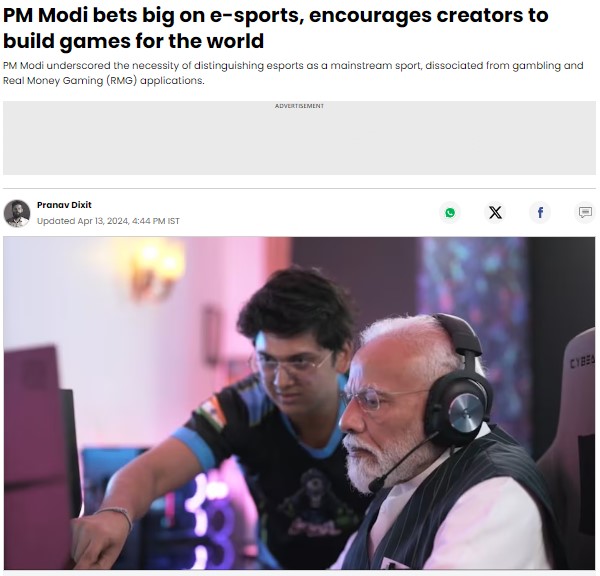 PM Modi bets big on e-sports, encourages creators to
build games for the world
PM Modi underscored the necessity of distinguishing esports as a mainstream sport, dissociated from gambling and
Real Money Gaming (RMG) applications.
ADVERTISEMENT
Pranav Dixit
Updated Apr 13, 2024, 4:44 PM IST